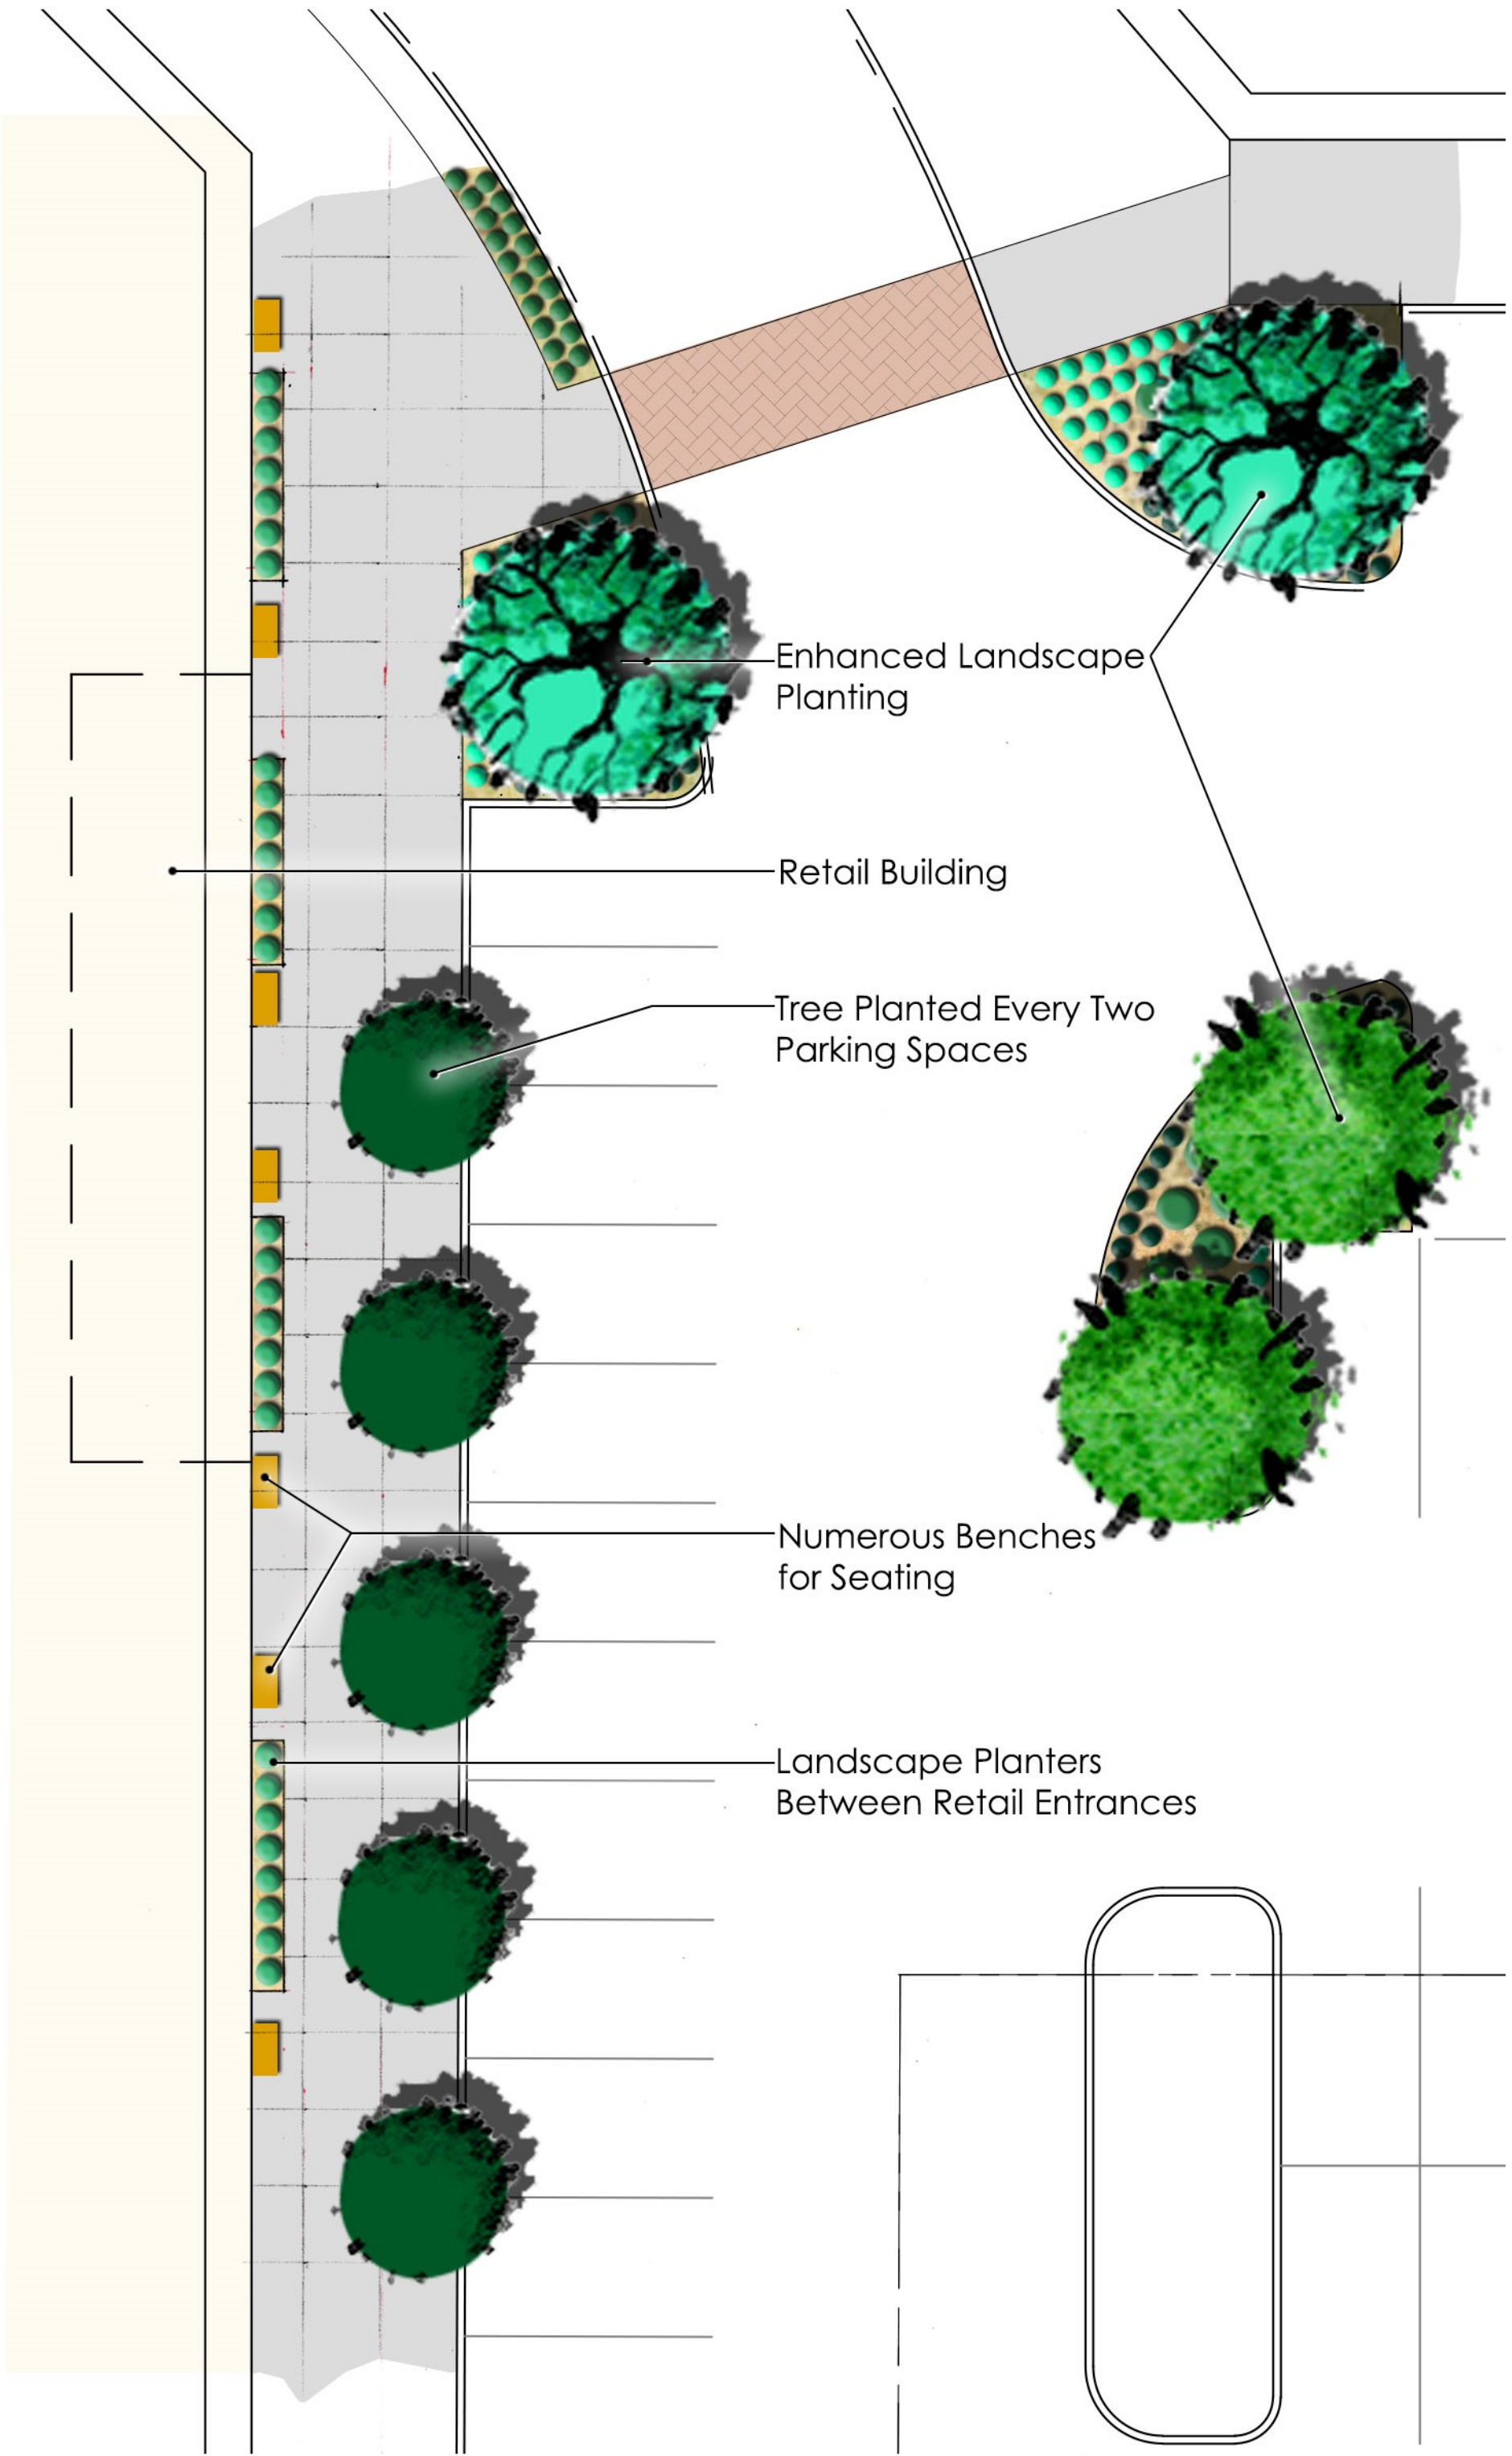 Enhanced Landscape
Planting
Retail Building
Tree Planted Every Two
Parking Spaces
Numerous Benches
for Seating
Landscape Planters
Between Retail Entrances